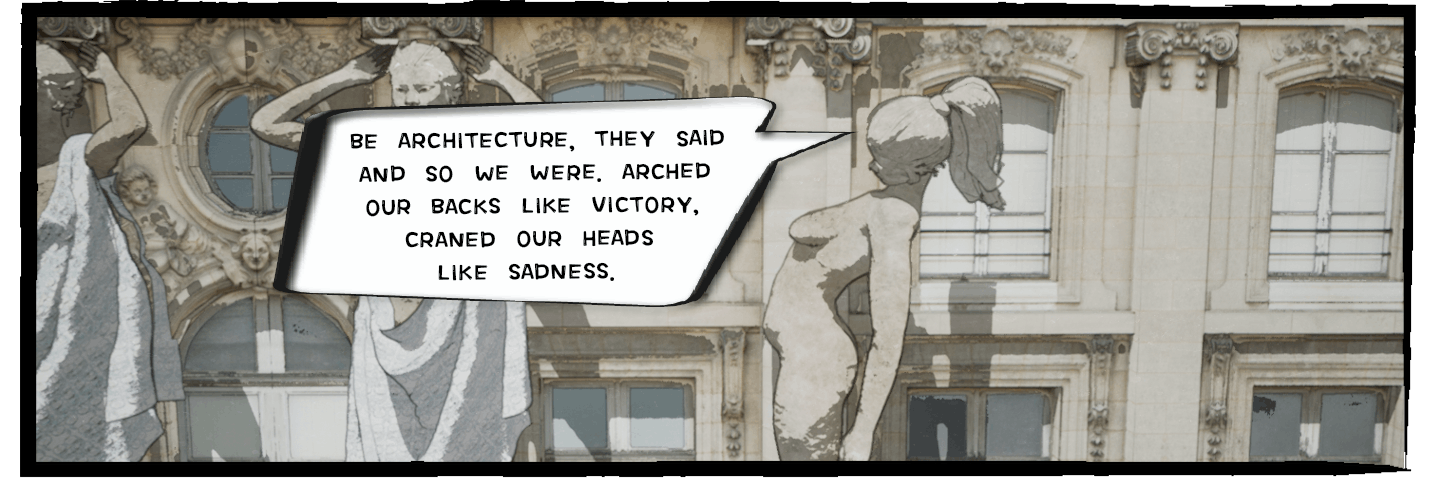 BE ARCHITECTURE, THEY SAID
AND SO WE WERE. ARCHED
OUR BACKS LIKE VICTORY,
CRANED OUR HEADS
LIKE SADNESS.